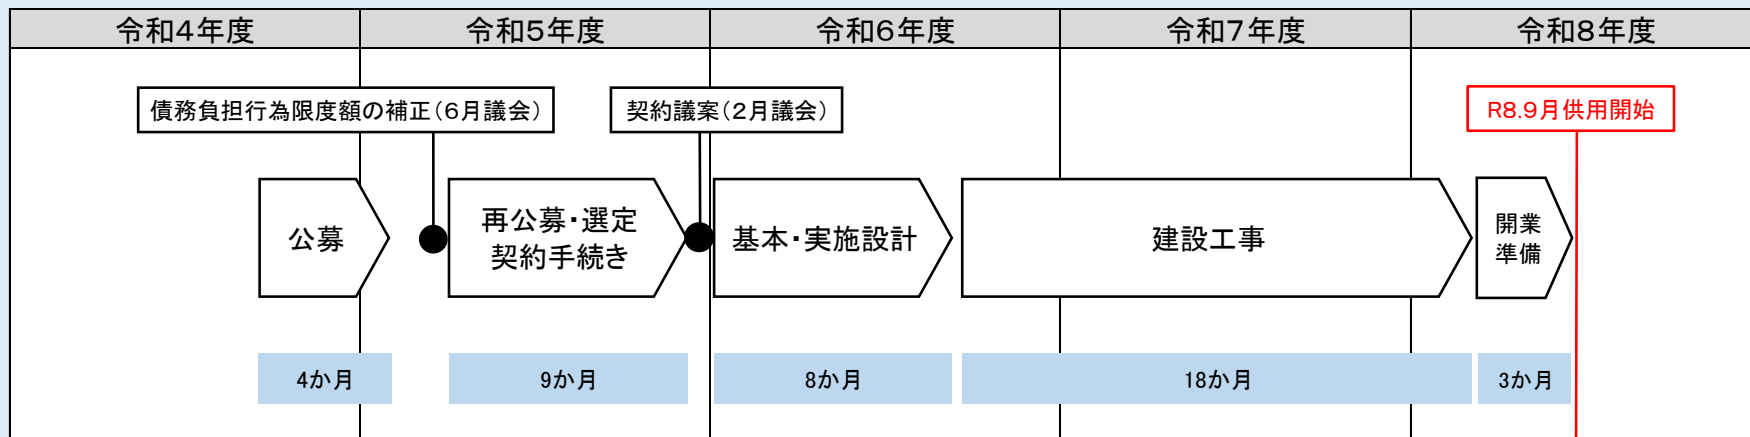 令和4年度
令和5年度
令和6年度
令和7年度
令和8年度
債務負担行為限度額の補正(6月議会)
契約議案(2月議会)
R8.9月供用開始
公募
再公募・選定
契約手続き
基本・実施設計
建設工事
開業
準備
4か月
9か月
8か月
18か月
3か月